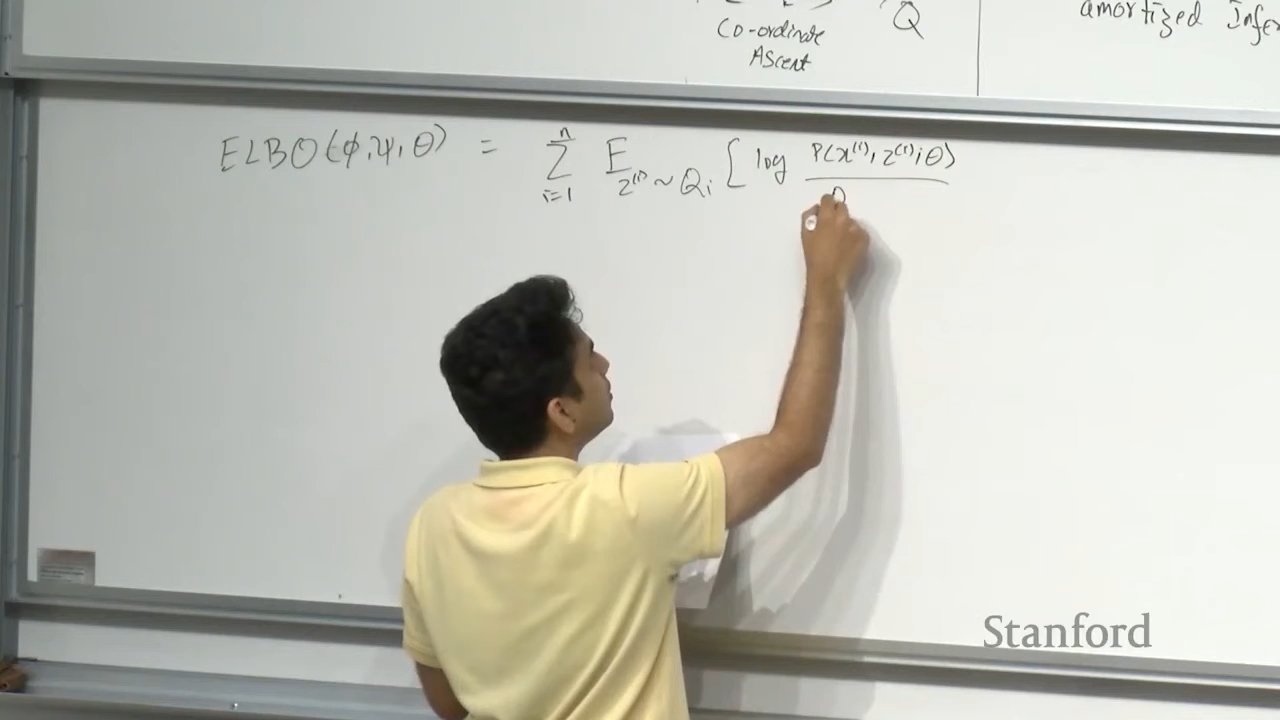 Co-ordinate
Ascent
Q
amortized Infe
ELBO(φ, ψ, θ) = n Σ i=1 E z⁽ⁱ⁾ ~ Qi [ log P(x⁽ⁱ⁾, z⁽ⁱ⁾; θ)
Stanford